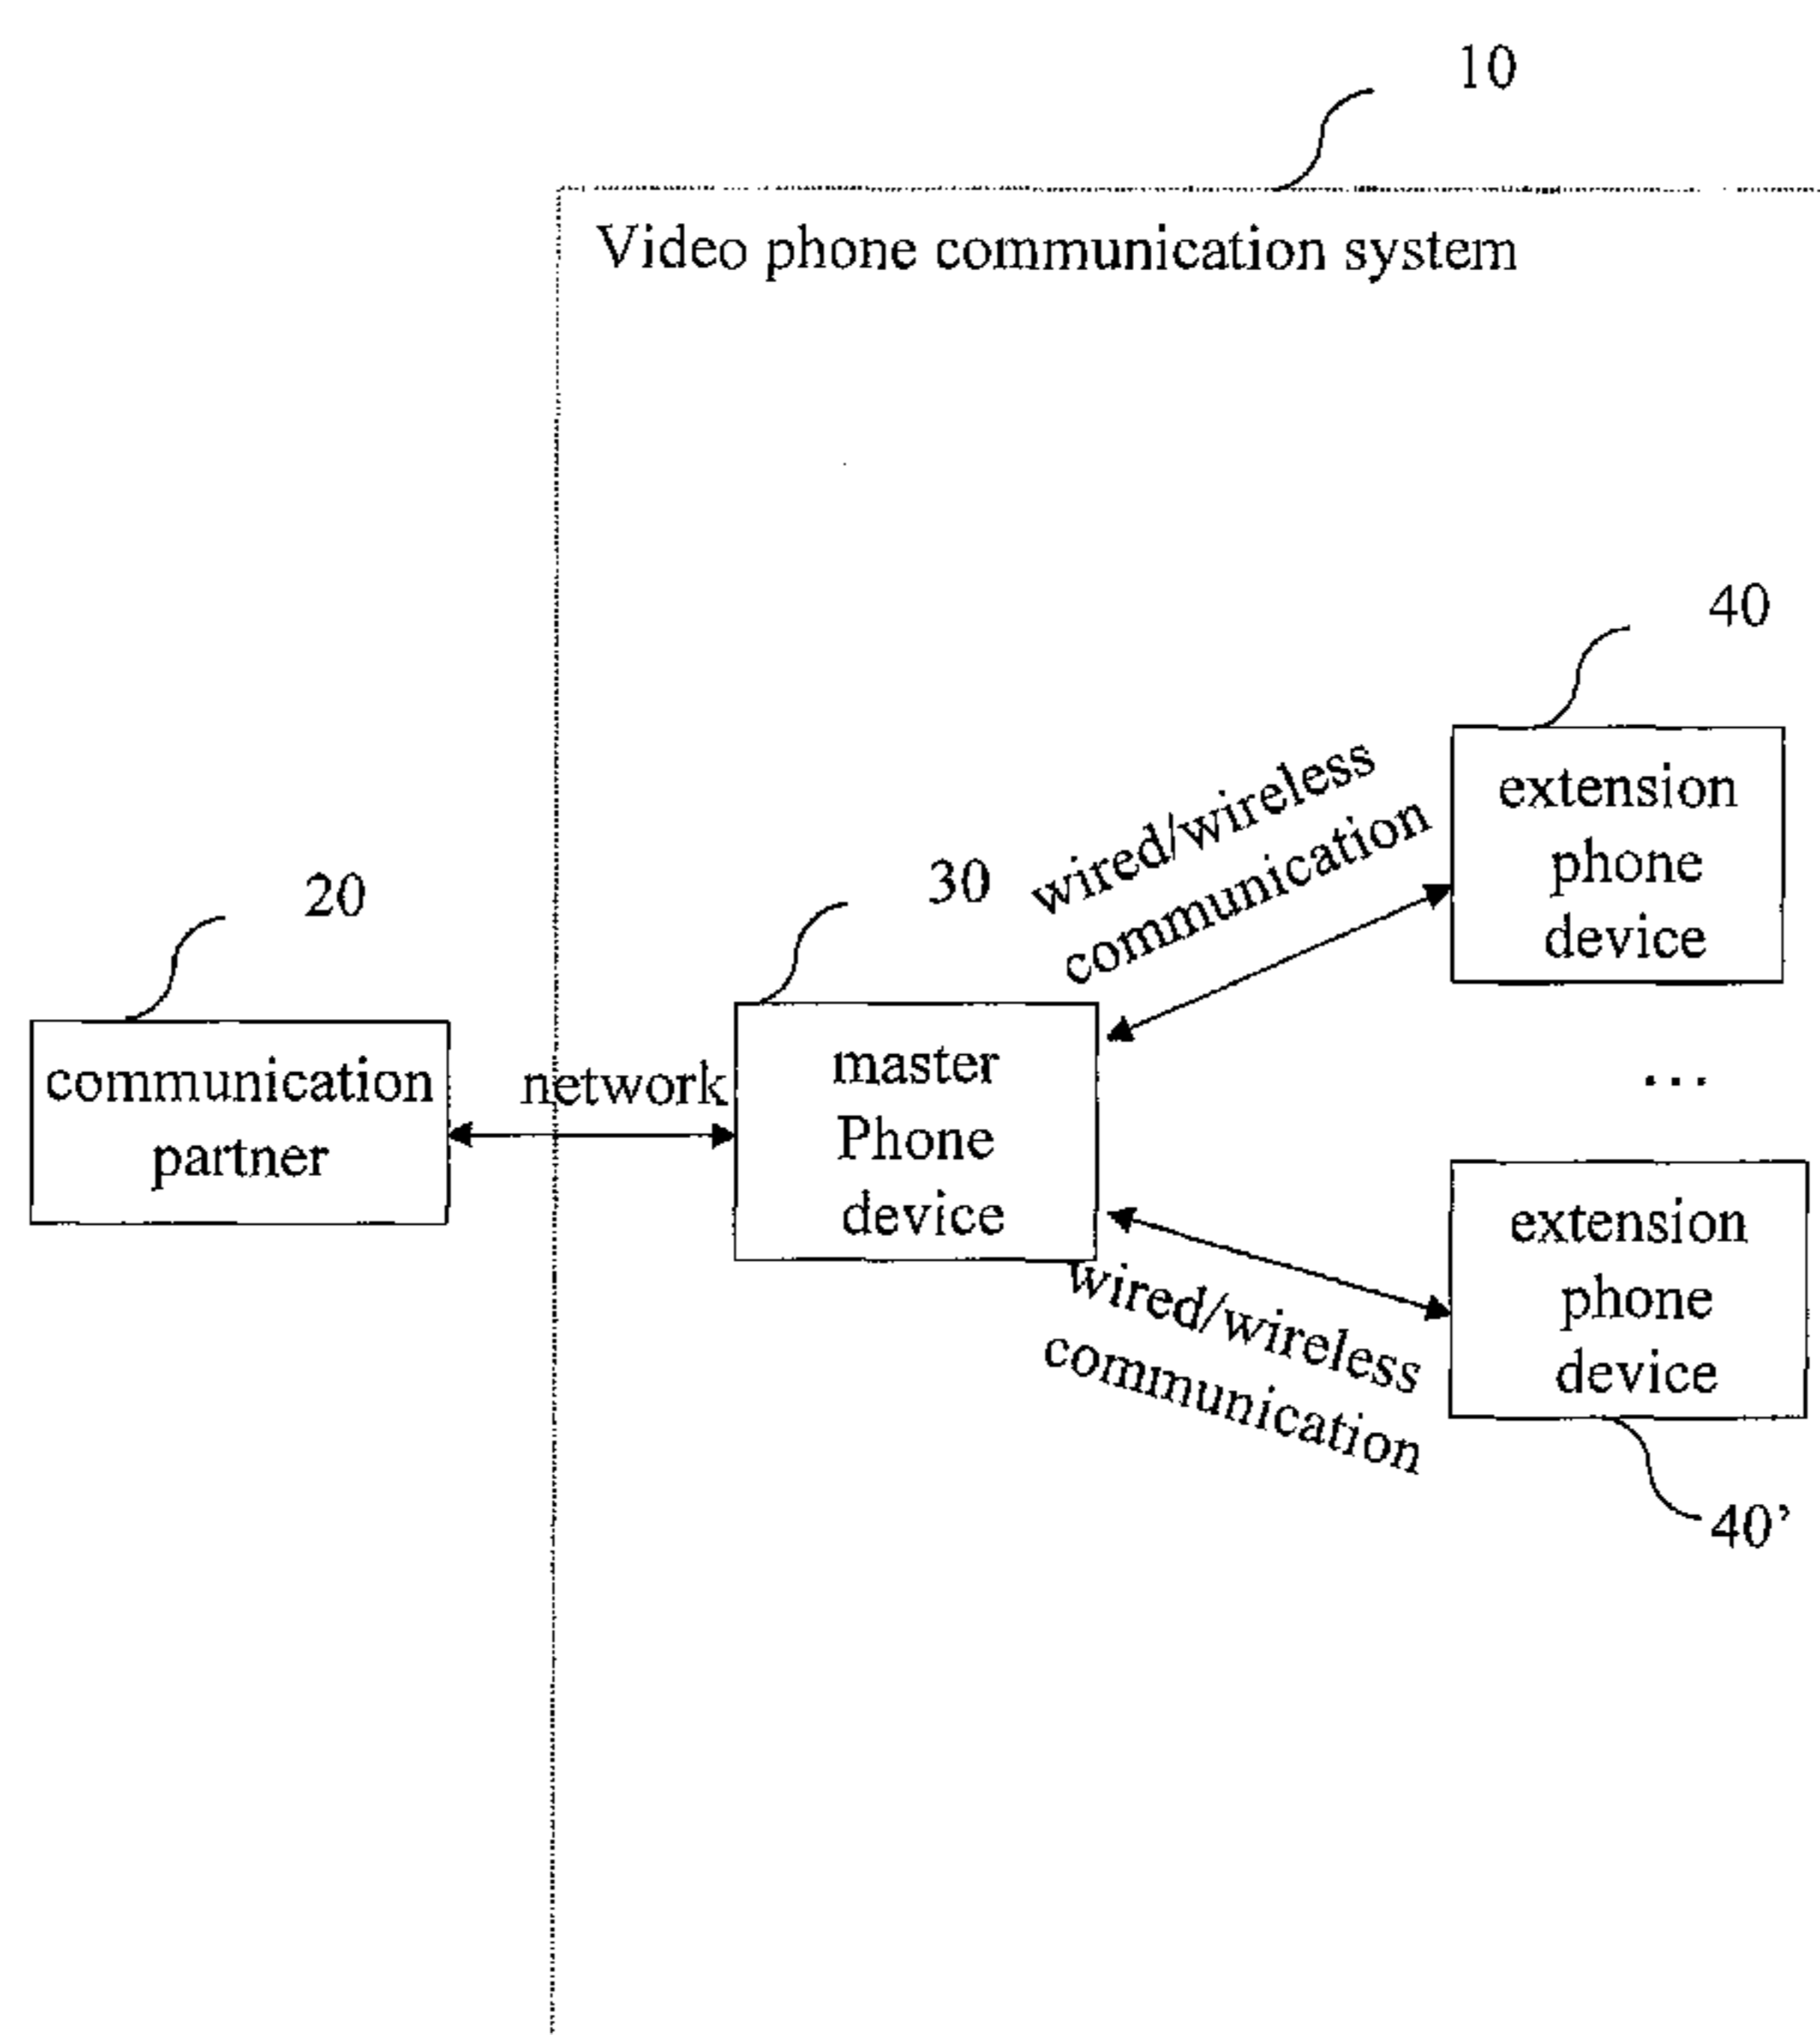 10
Video phone communication system
40
wired/wireless
communication
extension
phone
device
20
30
communication
partner
network
master
Phone
device
...
extension
phone
device
wired/wireless
communication
40’